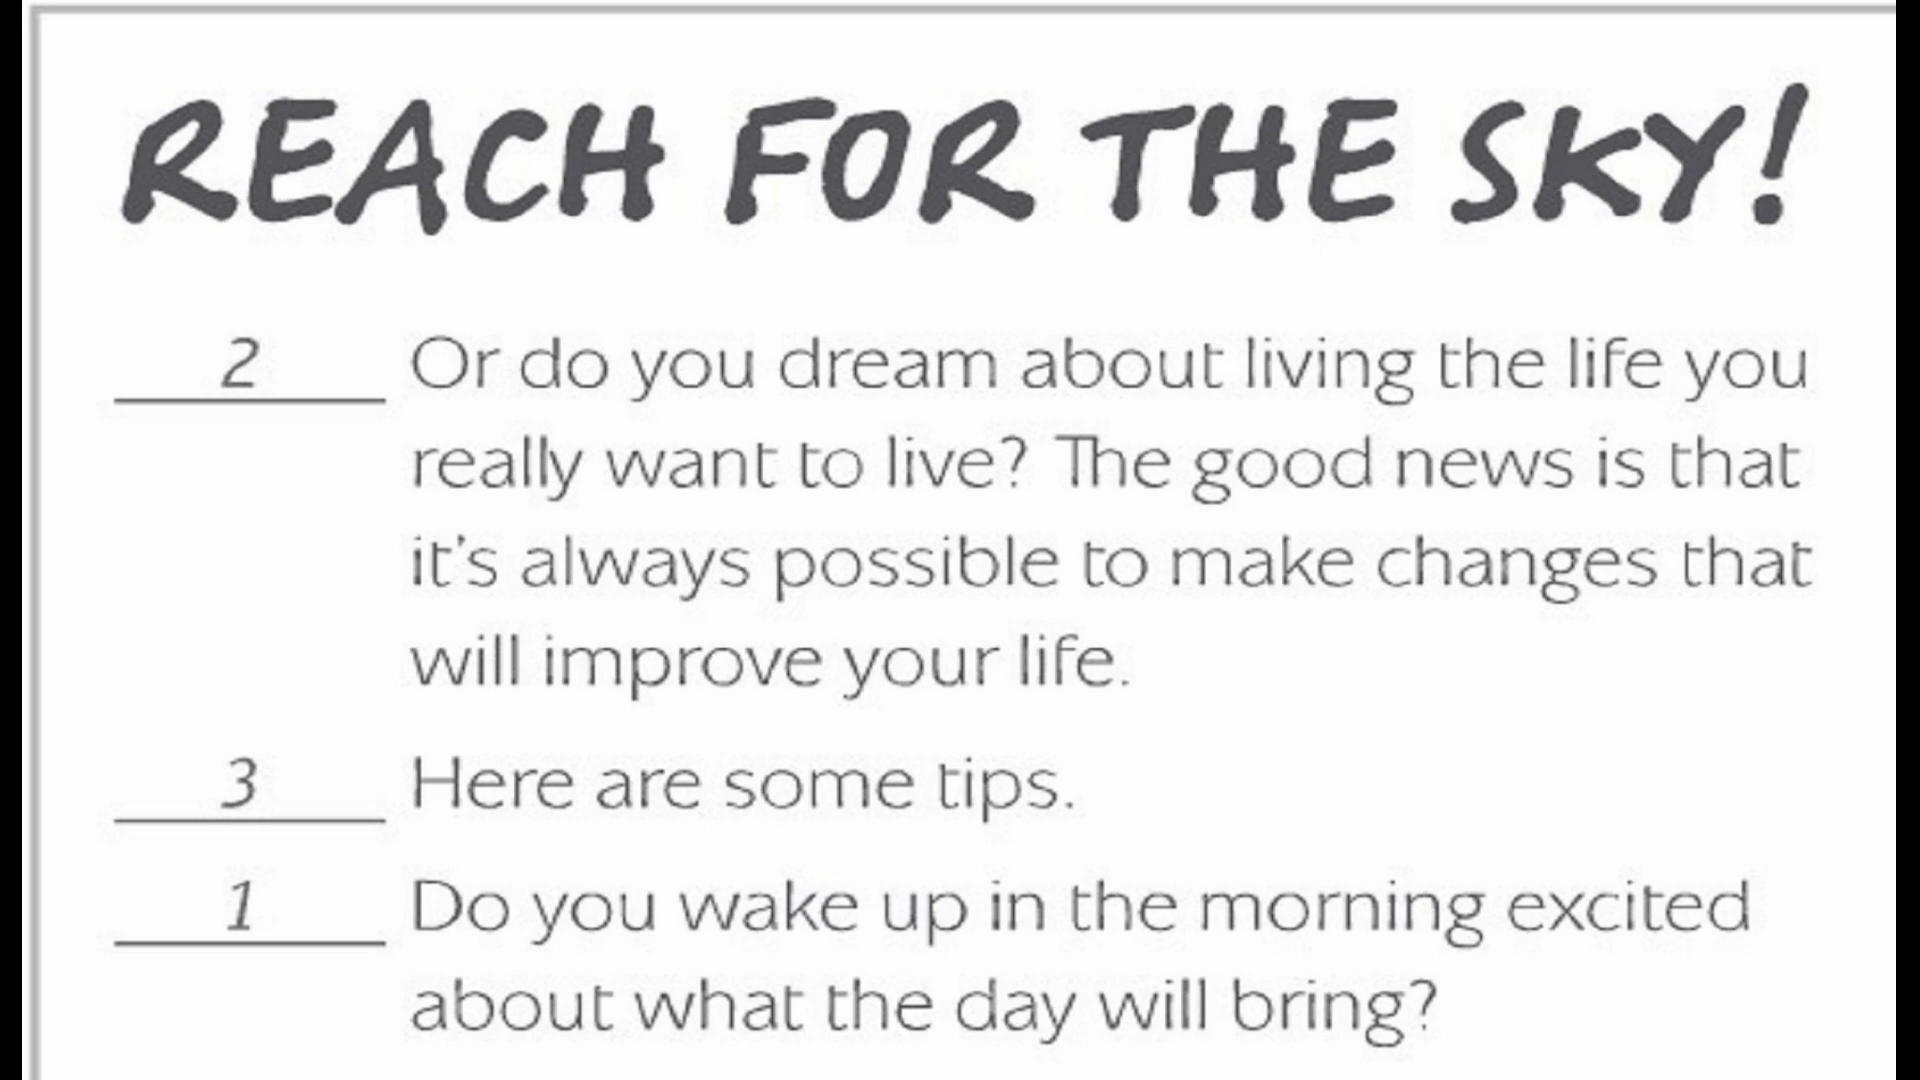 REACH FOR THE SKY!
2 Or do you dream about living the life you
really want to live? The good news is that
it's always possible to make changes that
will improve your life.
3 Here are some tips.
1 Do you wake up in the morning excited
about what the day will bring?